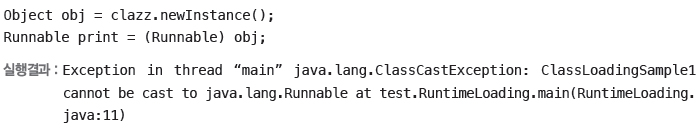 Object obj = clazz.newInstance();
Runnable print = (Runnable) obj;
실행결과 : Exception in thread “main” java.lang.ClassCastException: ClassLoadingSample1
cannot be cast to java.lang.Runnable at test.RuntimeLoading.main(RuntimeLoading.
java:11)